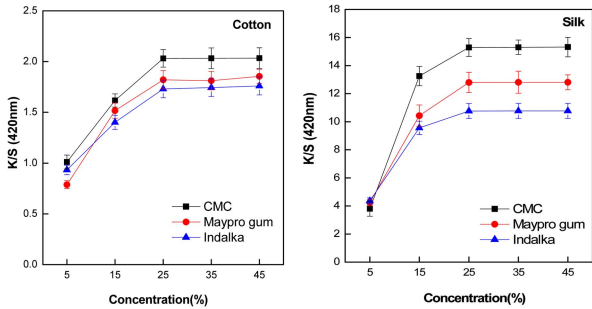 Cotton
2.5
2.0
1.5
1.0
0.5
0.0
K/S (420nm)
CMC
Maypro gum
Indalka
5 15 25 35 45
Concentration(%)
Silk
18
16
14
12
10
8
6
4
2
0
K/S (420nm)
CMC
Maypro gum
Indalka
5 15 25 35 45
Concentration(%)